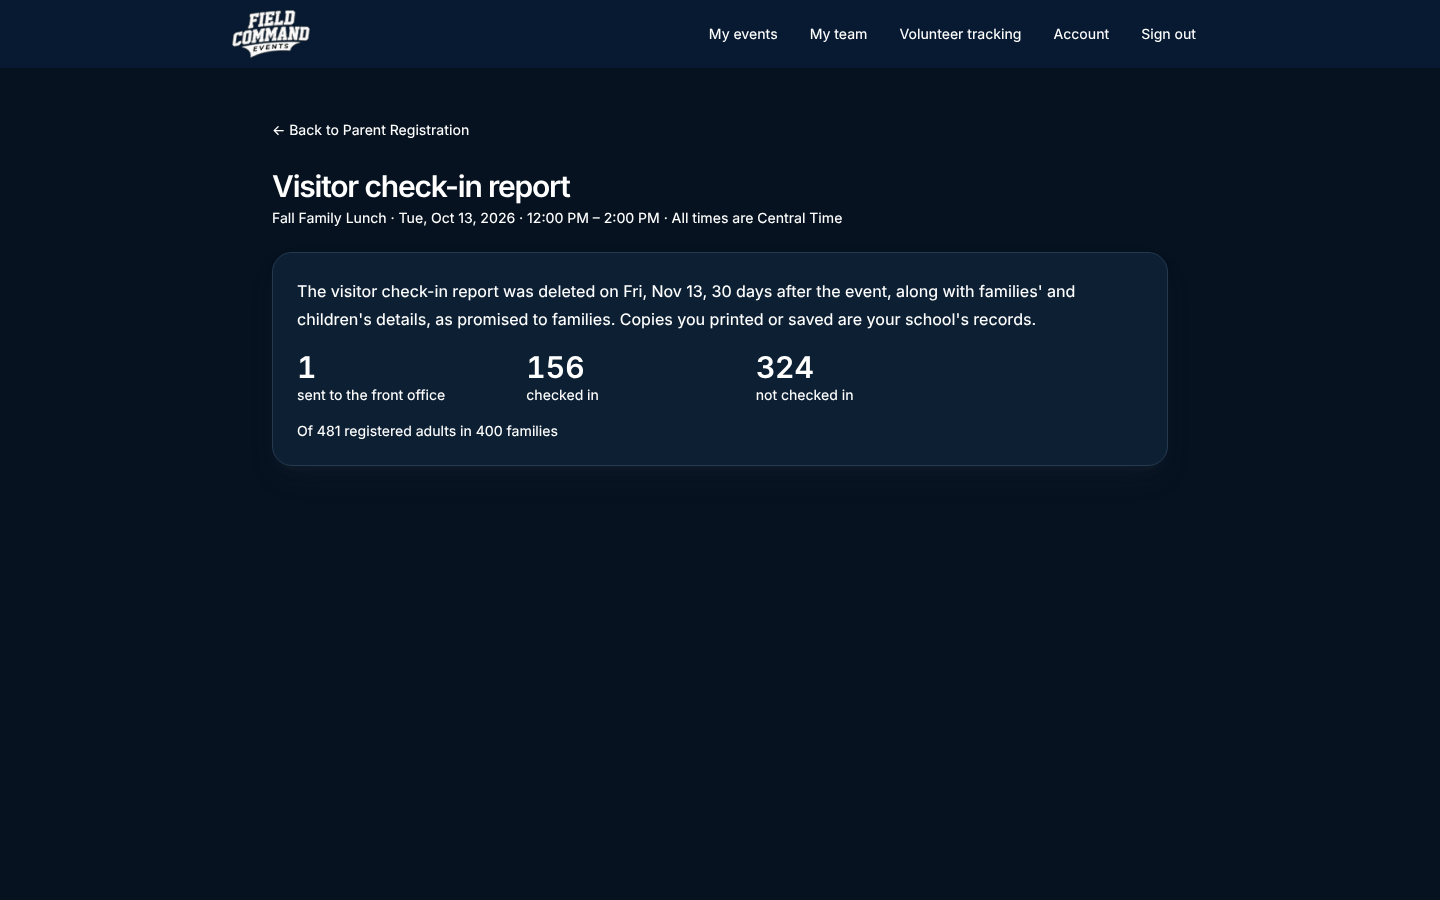 FIELD
COMMAND
EVENTS
My events
My team
Volunteer tracking
Account
Sign out
← Back to Parent Registration
Visitor check-in report
Fall Family Lunch · Tue, Oct 13, 2026 · 12:00 PM – 2:00 PM · All times are Central Time
The visitor check-in report was deleted on Fri, Nov 13, 30 days after the event, along with families' and
children's details, as promised to families. Copies you printed or saved are your school's records.
1
sent to the front office
156
checked in
324
not checked in
Of 481 registered adults in 400 families